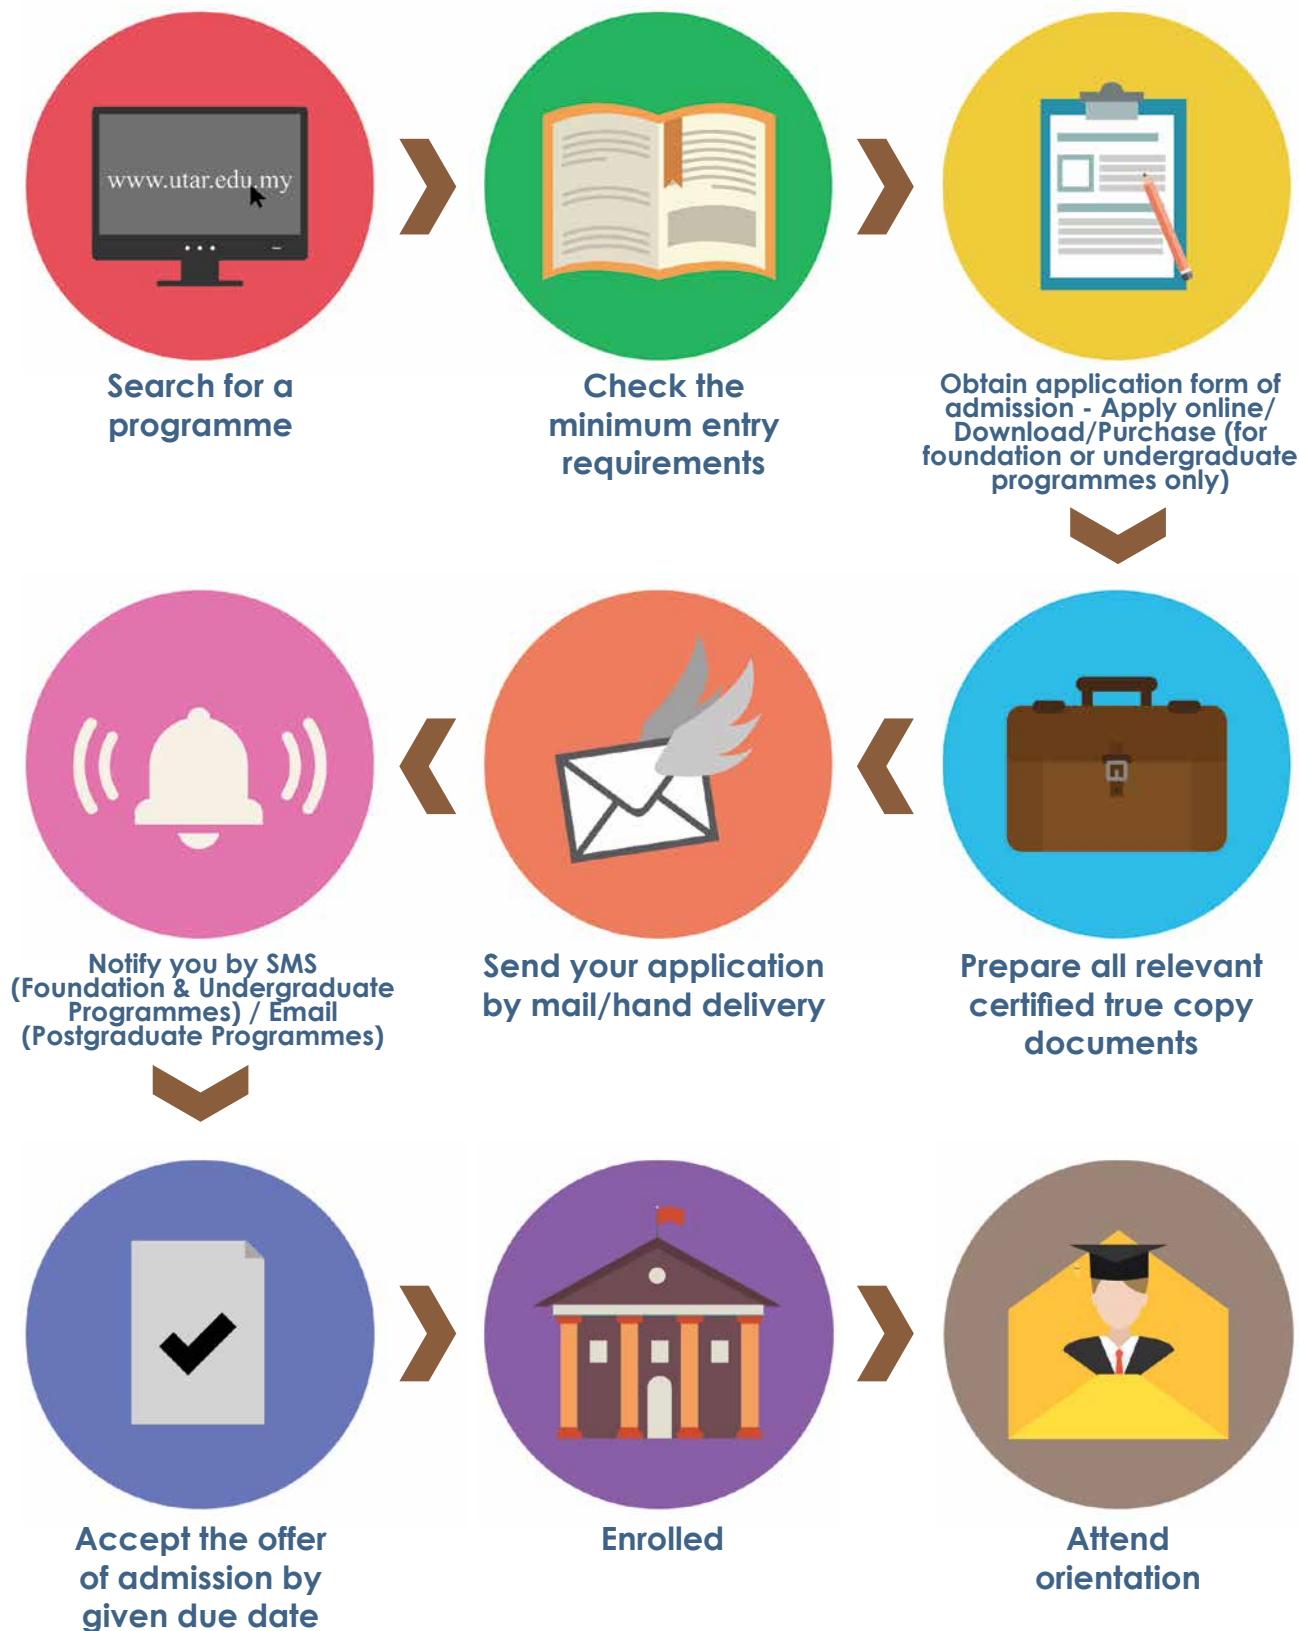 www.utar.edu.my
Search for a
programme
Check the
minimum entry
requirements
Obtain application form of
admission - Apply online/
Download/Purchase (for
foundation or undergraduate
programmes only)
Prepare all relevant
certified true copy
documents
Send your application
by mail/hand delivery
Notify you by SMS
(Foundation & Undergraduate
Programmes) / Email
(Postgraduate Programmes)
Accept the offer
of admission by
given due date
Enrolled
Attend
orientation